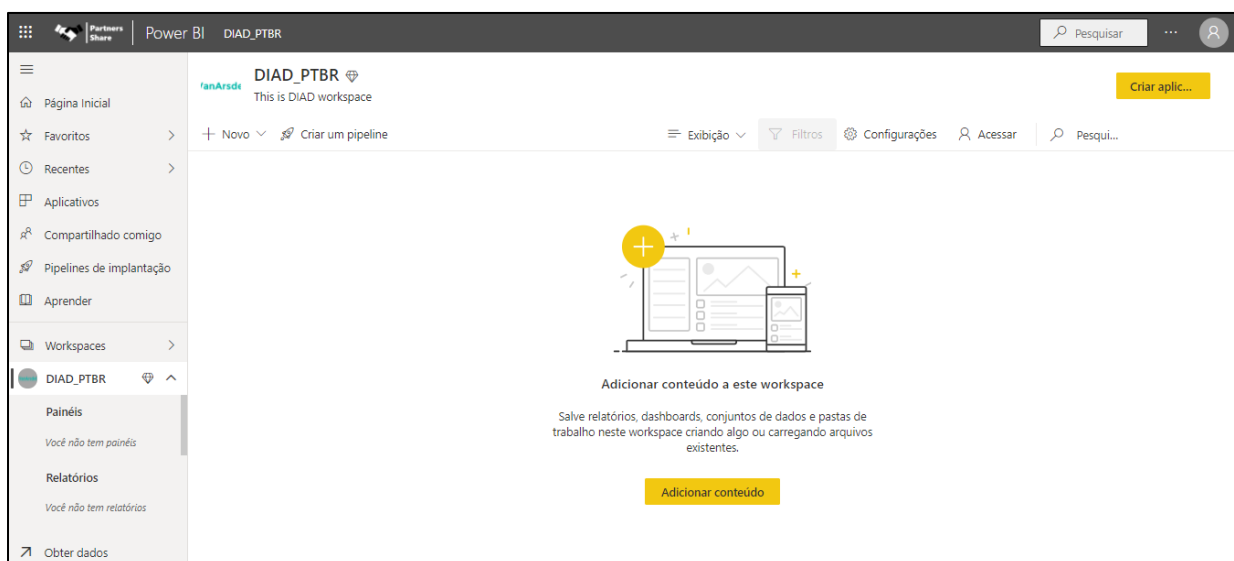 Partners
Share
Power BI DIAD_PTBR
Pesquisar
DIAD_PTBR
This is DIAD workspace
Criar aplic...
Novo
Criar um pipeline
Exibição
Filtros
Configurações
Acessar
Pesqui...
Página Inicial
Favoritos
Recentes
Aplicativos
Compartilhado comigo
Pipelines de implantação
Aprender
Workspaces
DIAD_PTBR
Painéis
Você não tem painéis
Relatórios
Você não tem relatórios
Obter dados
Adicionar conteúdo a este workspace
Salve relatórios, dashboards, conjuntos de dados e pastas de
trabalho neste workspace criando algo ou carregando arquivos
existentes.
Adicionar conteúdo